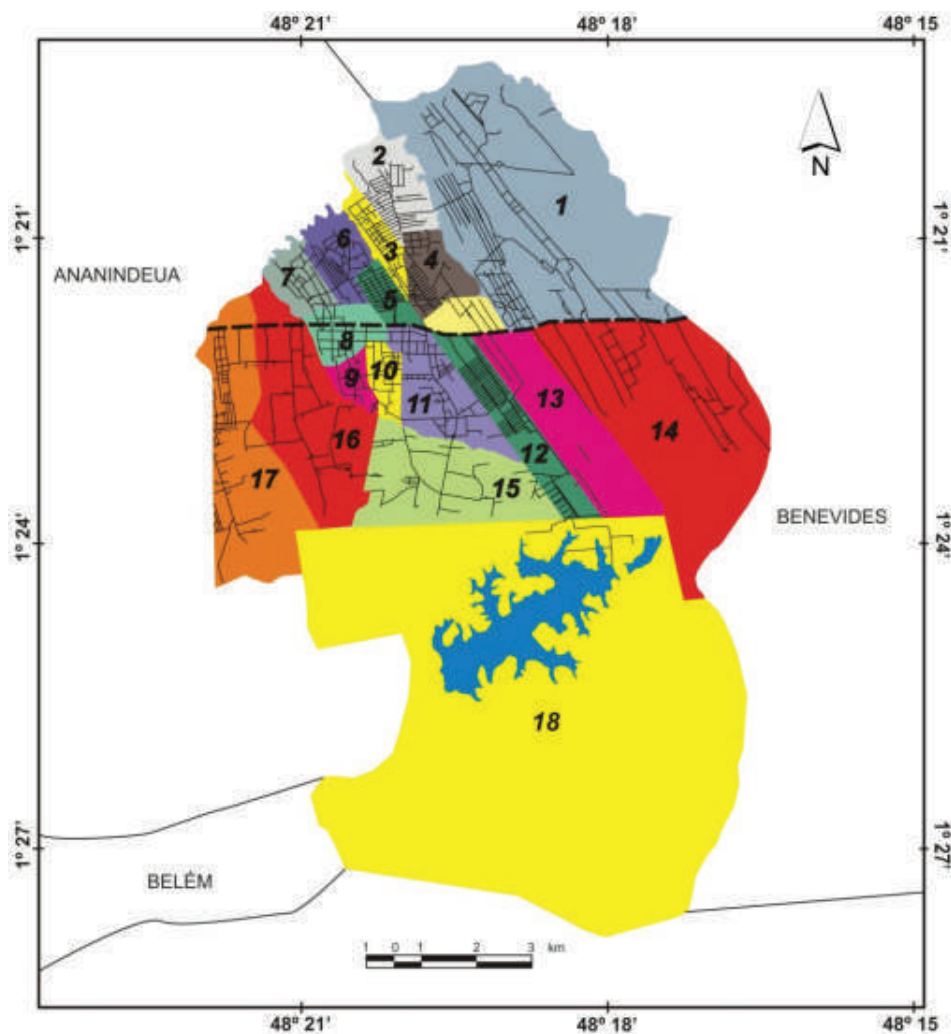 48º 21'
48º 18'
48º 15'
N
1
2
1º 21'
1º 21'
6
3
4
7
ANANINDEUA
5
8
9
10
11
13
12
14
16
17
15
BENEVIDES
1º 24'
1º 24'
18
1º 27'
1º 27'
BELÉM
1 0 1 2 3 km
48º 21'
48º 18'
48º 15'